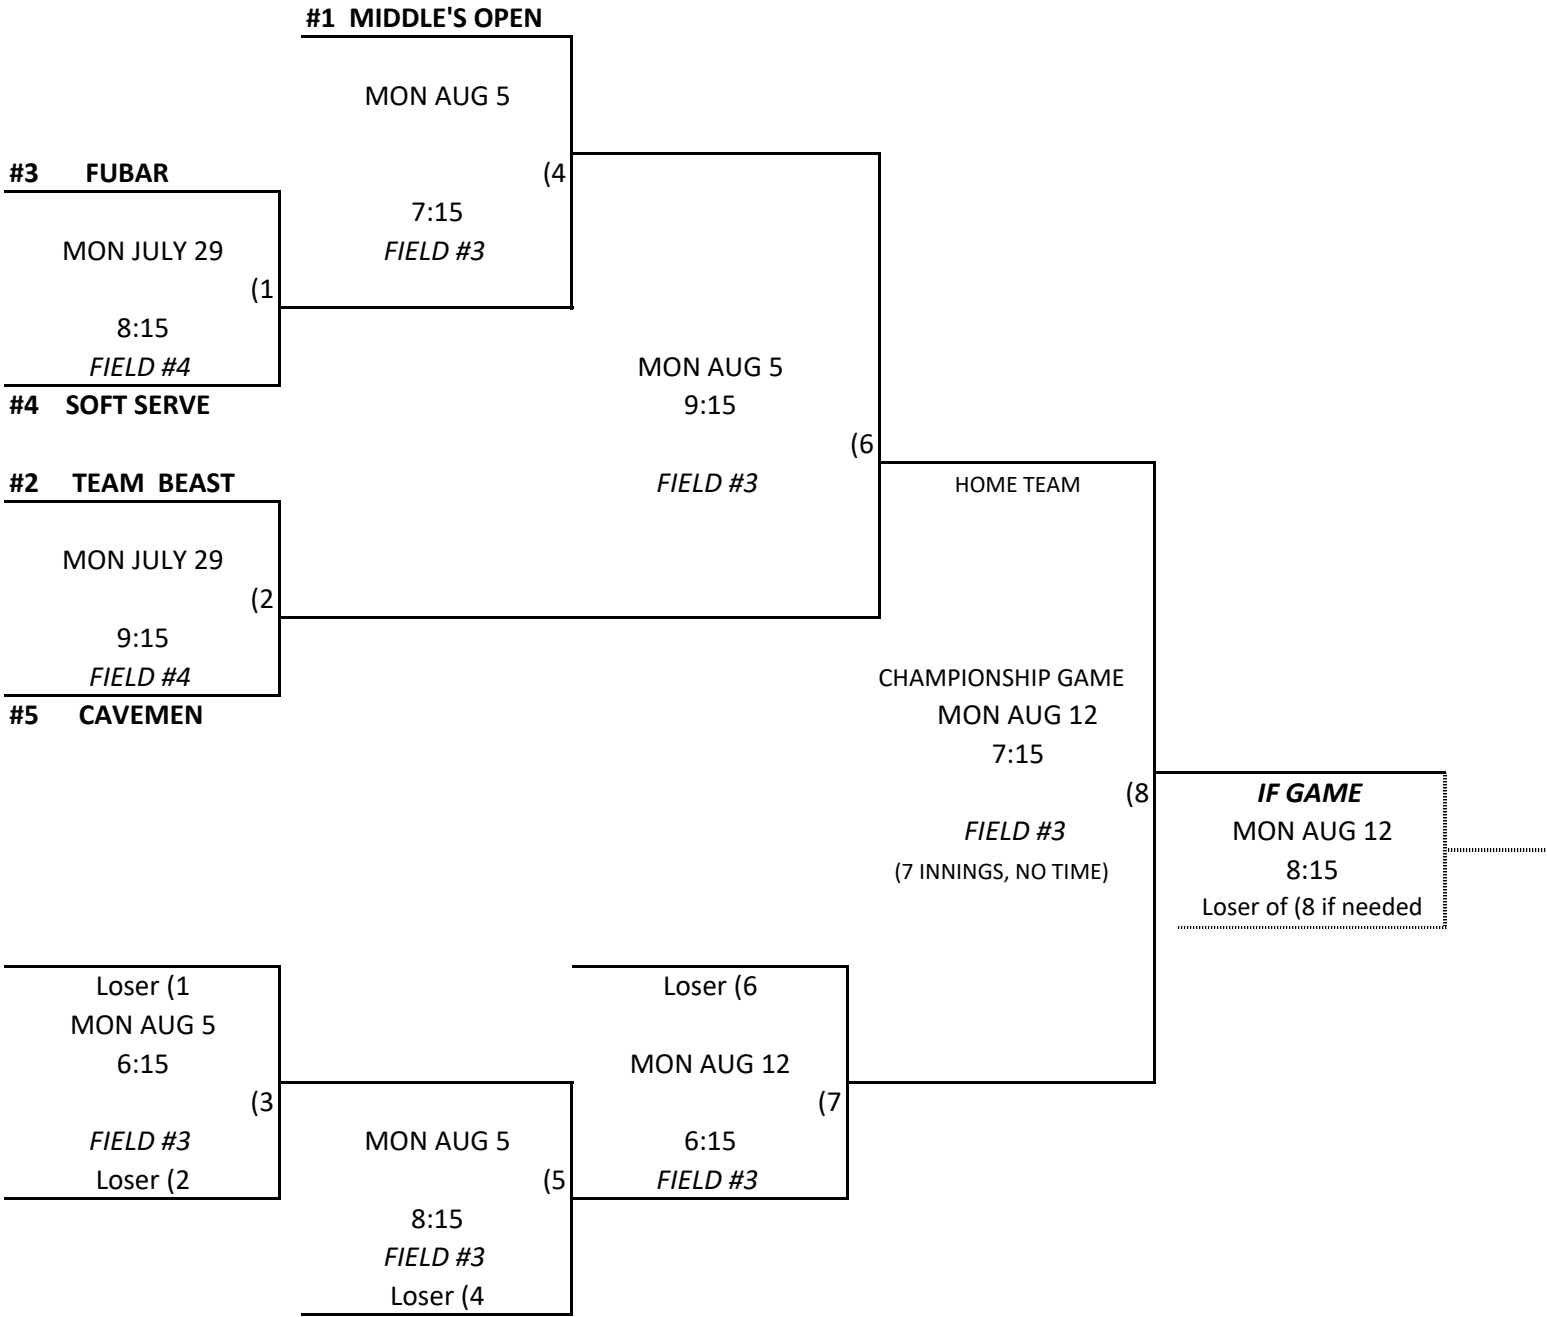 #1 MIDDLE'S OPEN
MON AUG 5
(4
7:15
FIELD #3
#3 FUBAR
MON JULY 29
(1
8:15
FIELD #4
#4 SOFT SERVE
MON AUG 5
9:15
(6
FIELD #3
#2 TEAM BEAST
MON JULY 29
(2
9:15
FIELD #4
#5 CAVEMEN
HOME TEAM
CHAMPIONSHIP GAME
MON AUG 12
7:15
(8
FIELD #3
(7 INNINGS, NO TIME)
IF GAME
MON AUG 12
8:15
Loser of (8 if needed
Loser (1
MON AUG 5
6:15
(3
FIELD #3
Loser (2
MON AUG 5
(5
8:15
FIELD #3
Loser (4
Loser (6
MON AUG 12
(7
6:15
FIELD #3